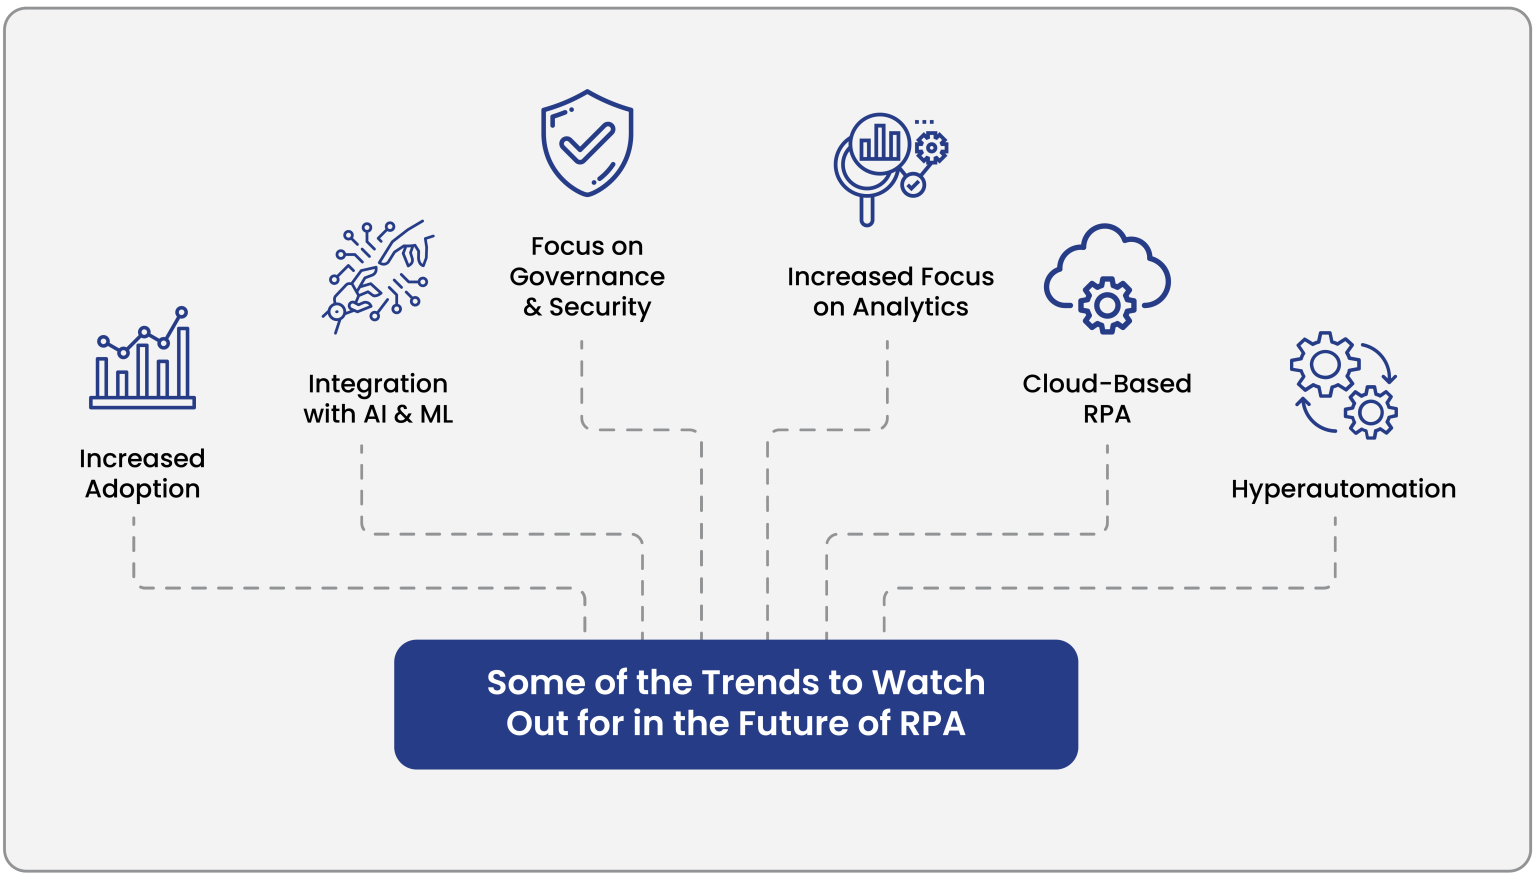 Increased
Adoption
Integration
with AI & ML
Focus on
Governance
& Security
Increased Focus
on Analytics
Cloud-Based
RPA
Hyperautomation
Some of the Trends to Watch
Out for in the Future of RPA